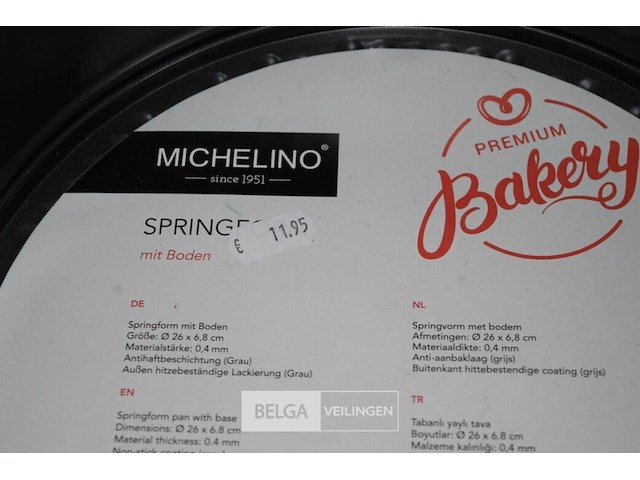 MICHELINO®
since 1951
PREMIUM
Bakery
€ 11.95
mit Boden
DE
Springform mit Boden
Größe: Ø 26 x 6,8 cm
Materialstärke: 0,4 mm
Antihaftbeschichtung (Grau)
Außen hitzebeständige Lackierung (Grau)
NL
Springvorm met bodem
Afmetingen: Ø 26 x 6,8 cm
Materiaaldikte: 0,4 mm
Anti-aanbaklaag (grijs)
Buitenkant hittebestendige coating (grijs)
EN
Springform pan with base
Dimensions: Ø 26 x 6.8 cm
Material thickness: 0.4 mm
Non-stick coating
TR
Tabanlı yaylı tava
Boyutlar: Ø 26 x 6.8 cm
Malzeme kalınlığı: 0,4 mm
BELGA VEILINGEN